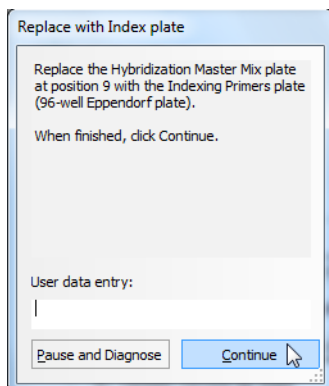 Replace with Index plate
Replace the Hybridization Master Mix plate
at position 9 with the Indexing Primers plate
(96-well Eppendorf plate).
When finished, click Continue.
User data entry:
Pause and Diagnose
Continue